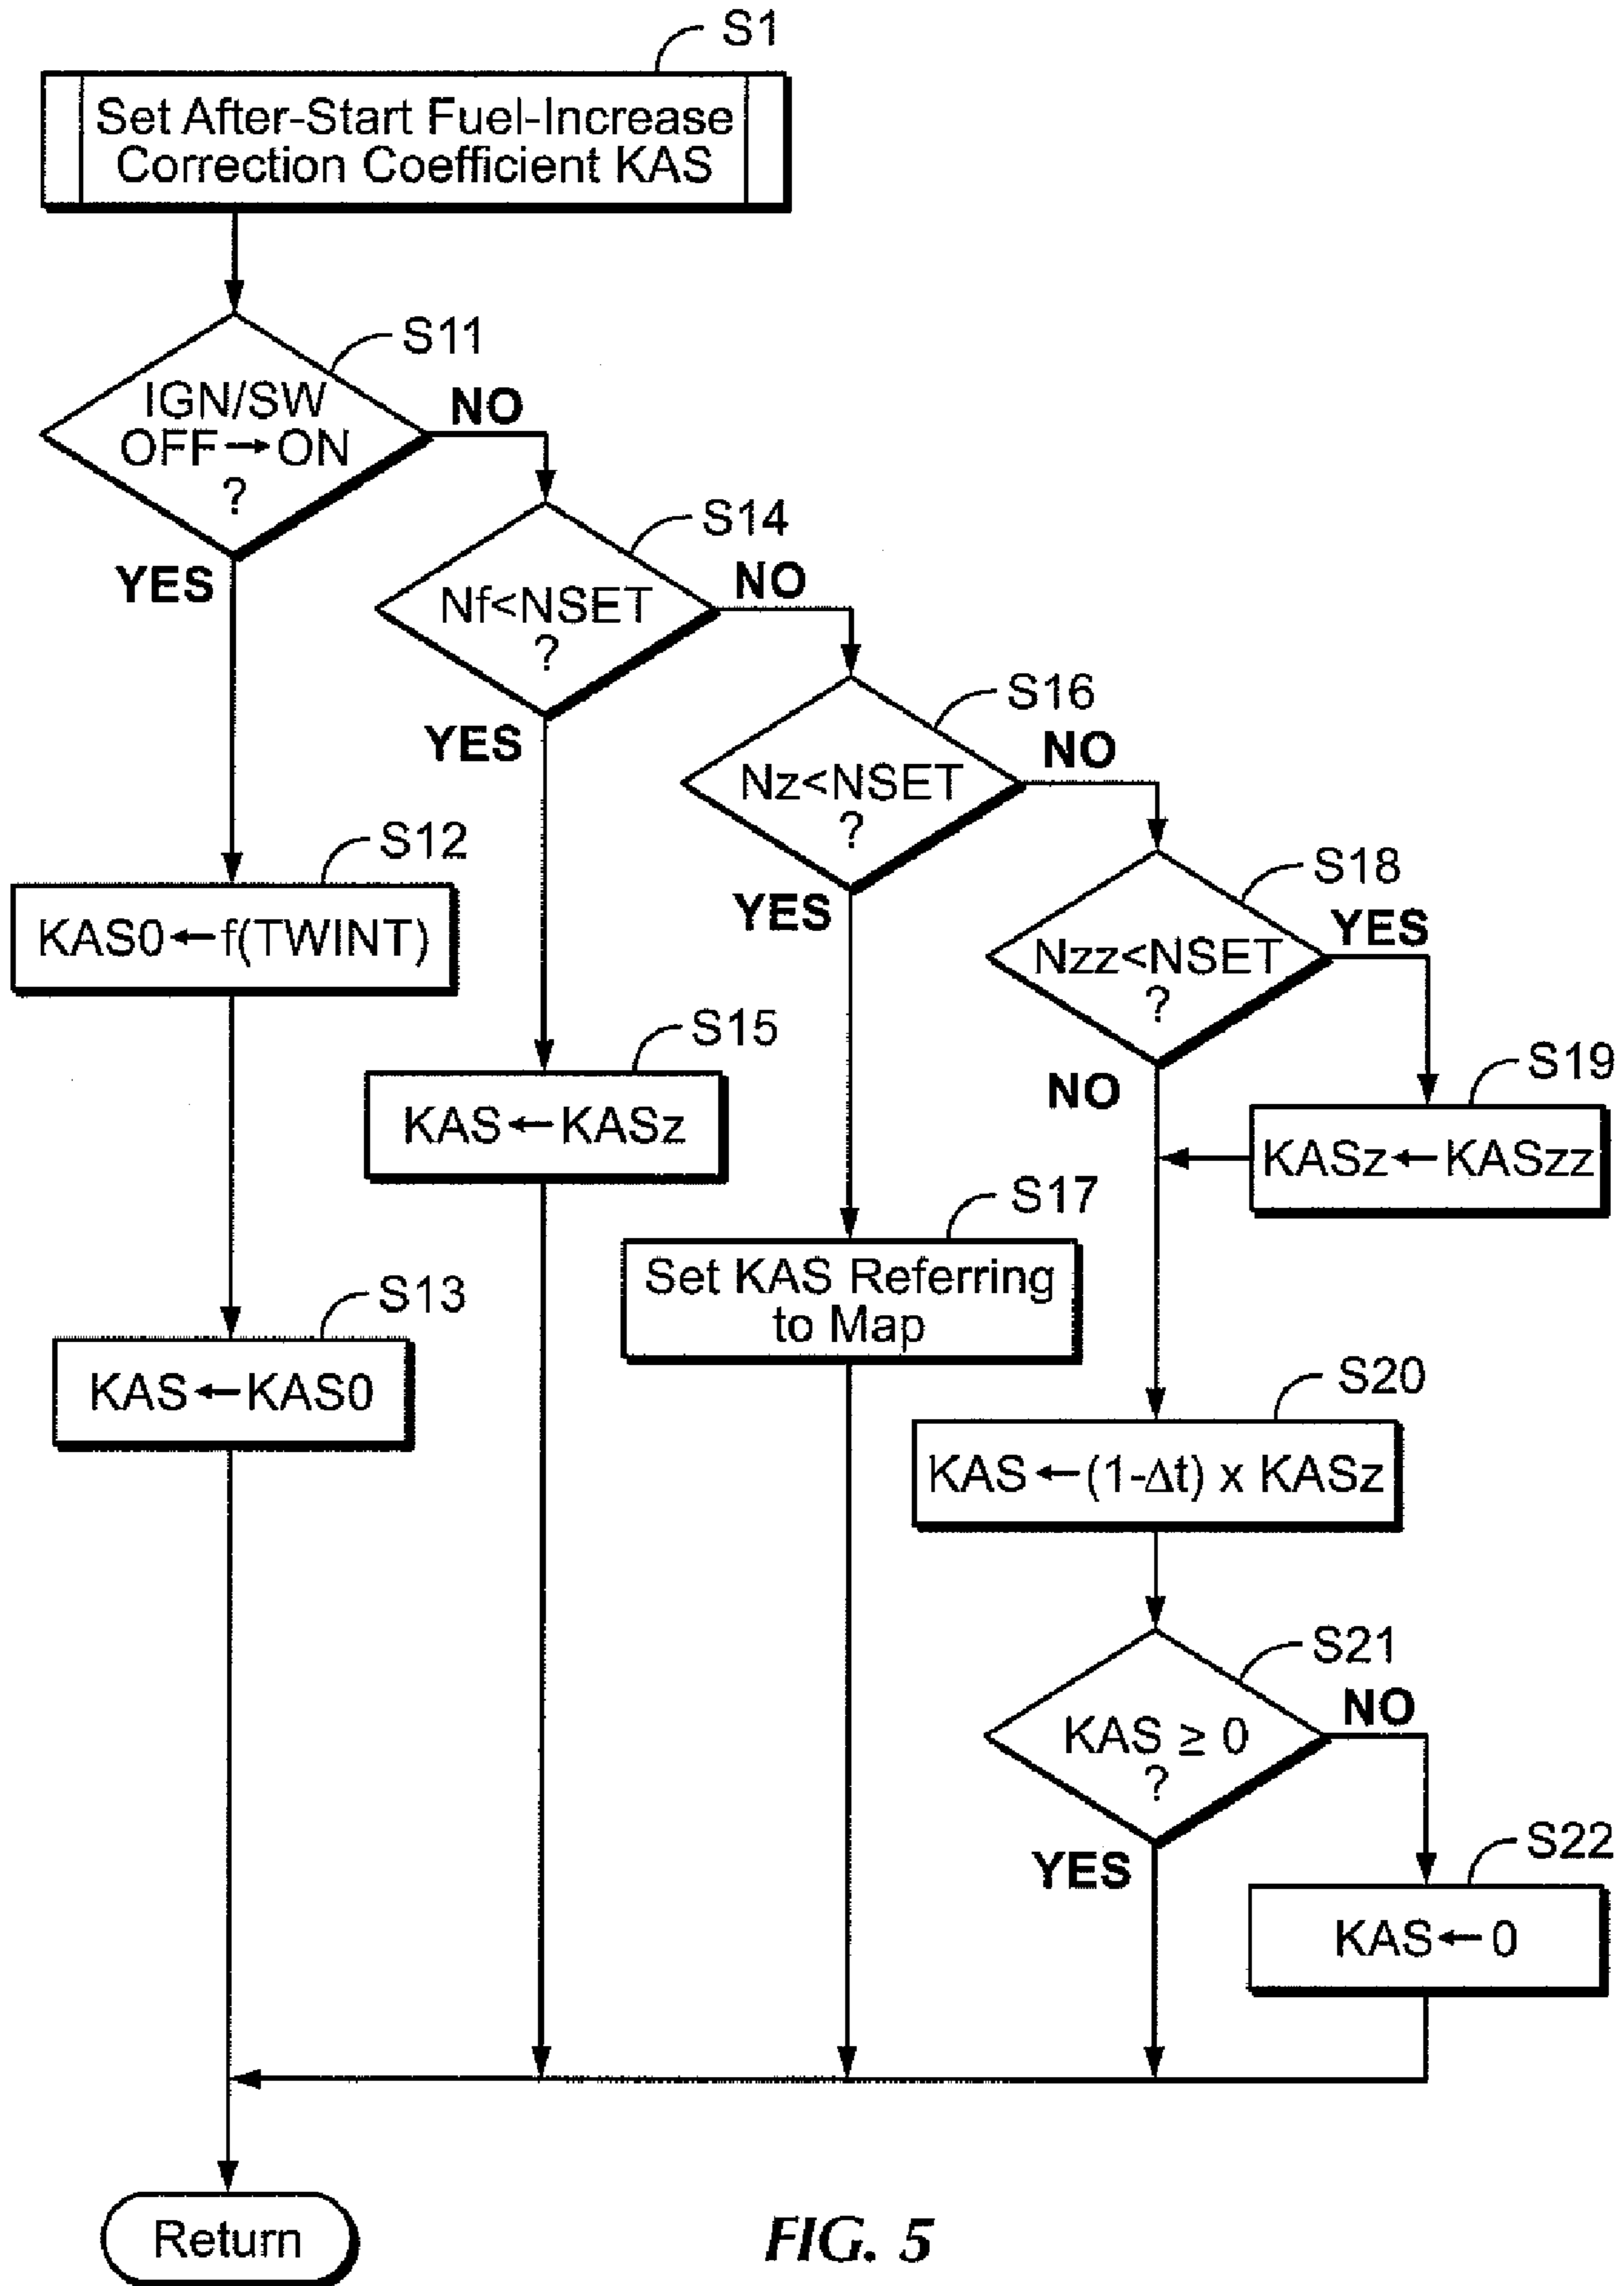 S1
Set After-Start Fuel-Increase
Correction Coefficient KAS
S11
IGN/SW
OFF→ON
?
NO
YES
S14
Nf<NSET
?
NO
YES
S16
Nz<NSET
?
NO
YES
S12
KAS0←f(TWINT)
S18
Nzz<NSET
?
YES
NO
S15
KAS←KASz
S19
KASz←KASzz
S17
Set KAS Referring
to Map
S13
KAS←KAS0
S20
KAS←(1-Δt) x KASz
S21
KAS ≥ 0
?
NO
YES
S22
KAS←0
Return
FIG. 5